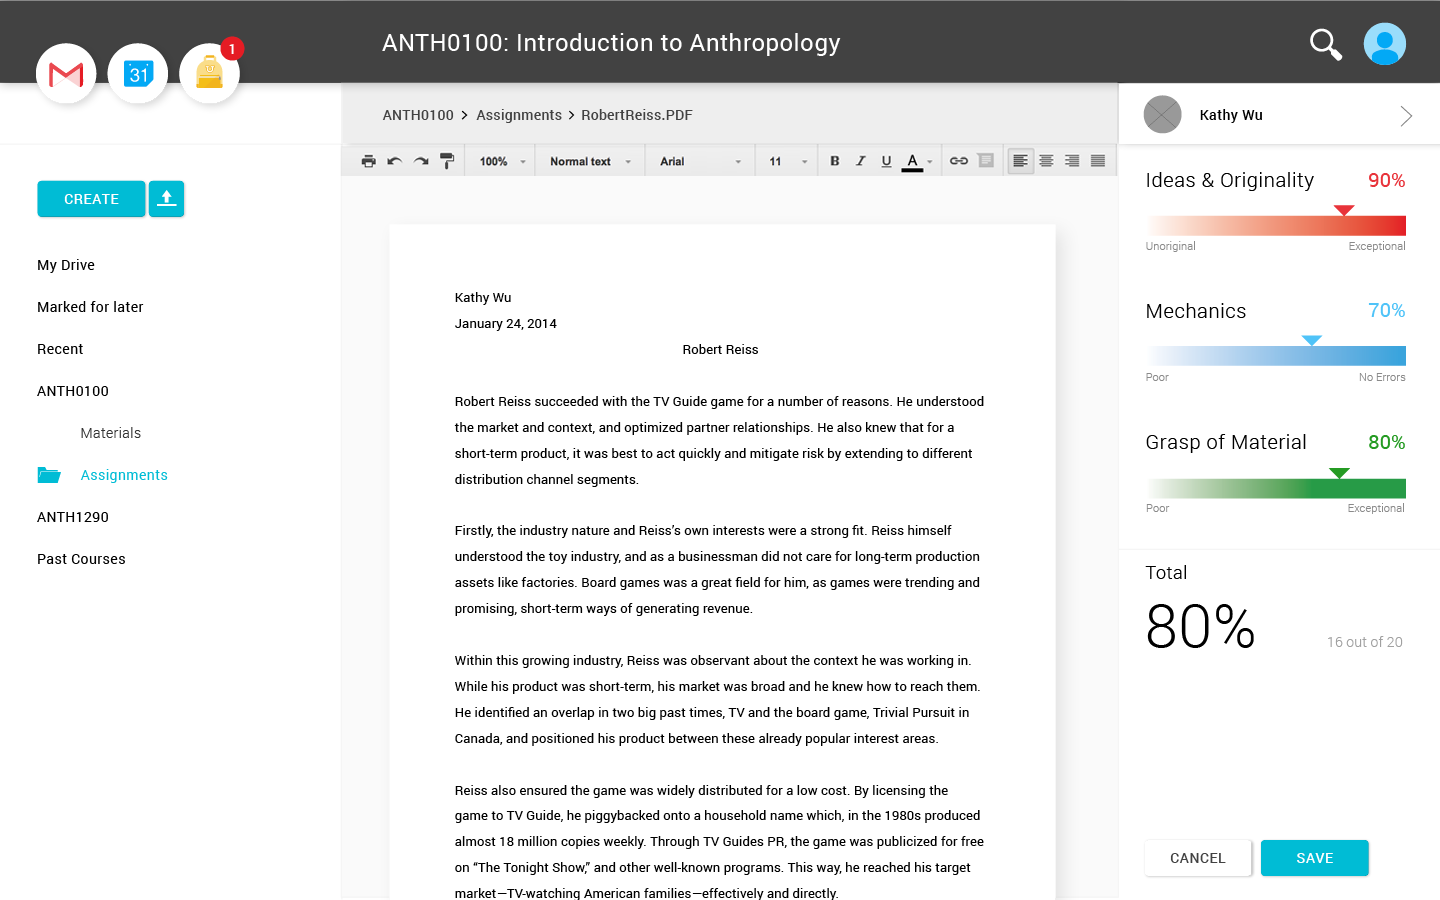 ANTH0100: Introduction to Anthropology
31
1
ANTH0100 > Assignments > RobertReiss.PDF
Kathy Wu
100%
Normal text
Arial
11
B I U A
CREATE
My Drive
Marked for later
Recent
ANTH0100
Materials
Assignments
ANTH1290
Past Courses
Kathy Wu
January 24, 2014
Robert Reiss
Robert Reiss succeeded with the TV Guide game for a number of reasons. He understood
the market and context, and optimized partner relationships. He also knew that for a
short-term product, it was best to act quickly and mitigate risk by extending to different
distribution channel segments.
Firstly, the industry nature and Reiss’s own interests were a strong fit. Reiss himself
understood the toy industry, and as a businessman did not care for long-term production
assets like factories. Board games was a great field for him, as games were trending and
promising, short-term ways of generating revenue.
Within this growing industry, Reiss was observant about the context he was working in.
While his product was short-term, his market was broad and he knew how to reach them.
He identified an overlap in two big past times, TV and the board game, Trivial Pursuit in
Canada, and positioned his product between these already popular interest areas.
Reiss also ensured the game was widely distributed for a low cost. By licensing the
game to TV Guide, he piggybacked onto a household name which, in the 1980s produced
almost 18 million copies weekly. Through TV Guides PR, the game was publicized for free
on “The Tonight Show,” and other well-known programs. This way, he reached his target
market—TV-watching American families—effectively and directly.
Ideas & Originality 90%
Unoriginal Exceptional
Mechanics 70%
Poor No Errors
Grasp of Material 80%
Poor Exceptional
Total
80%
16 out of 20
CANCEL
SAVE